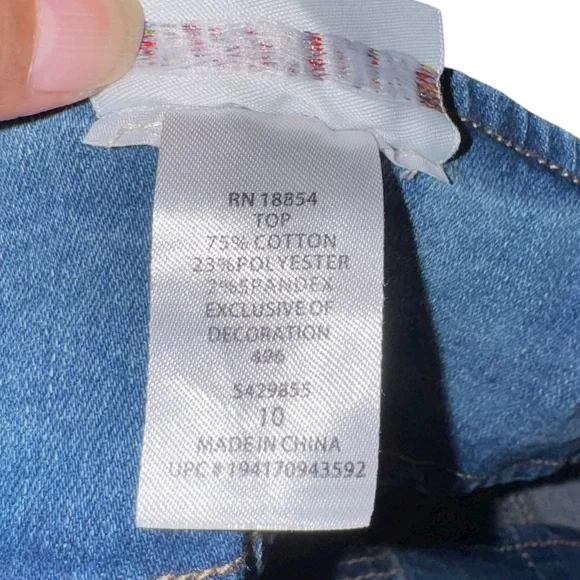 RN 18854
TOP
75% COTTON
23%POLYESTER
2%SPANDEX
EXCLUSIVE OF
DECORATION
496
5429855
10
MADE IN CHINA
UPC # 194170943592